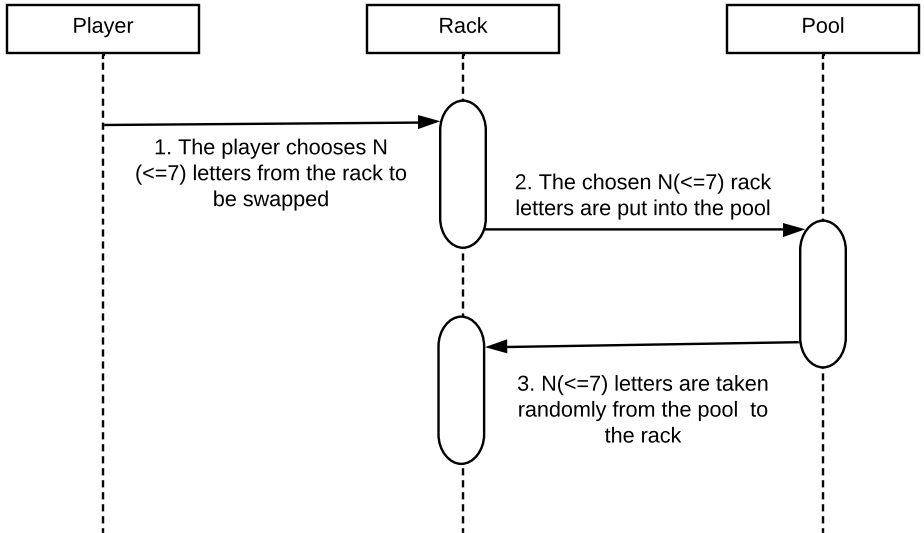 Player
Rack
Pool
1. The player chooses N
(<=7) letters from the rack to
be swapped
2. The chosen N(<=7) rack
letters are put into the pool
3. N(<=7) letters are taken
randomly from the pool  to
the rack